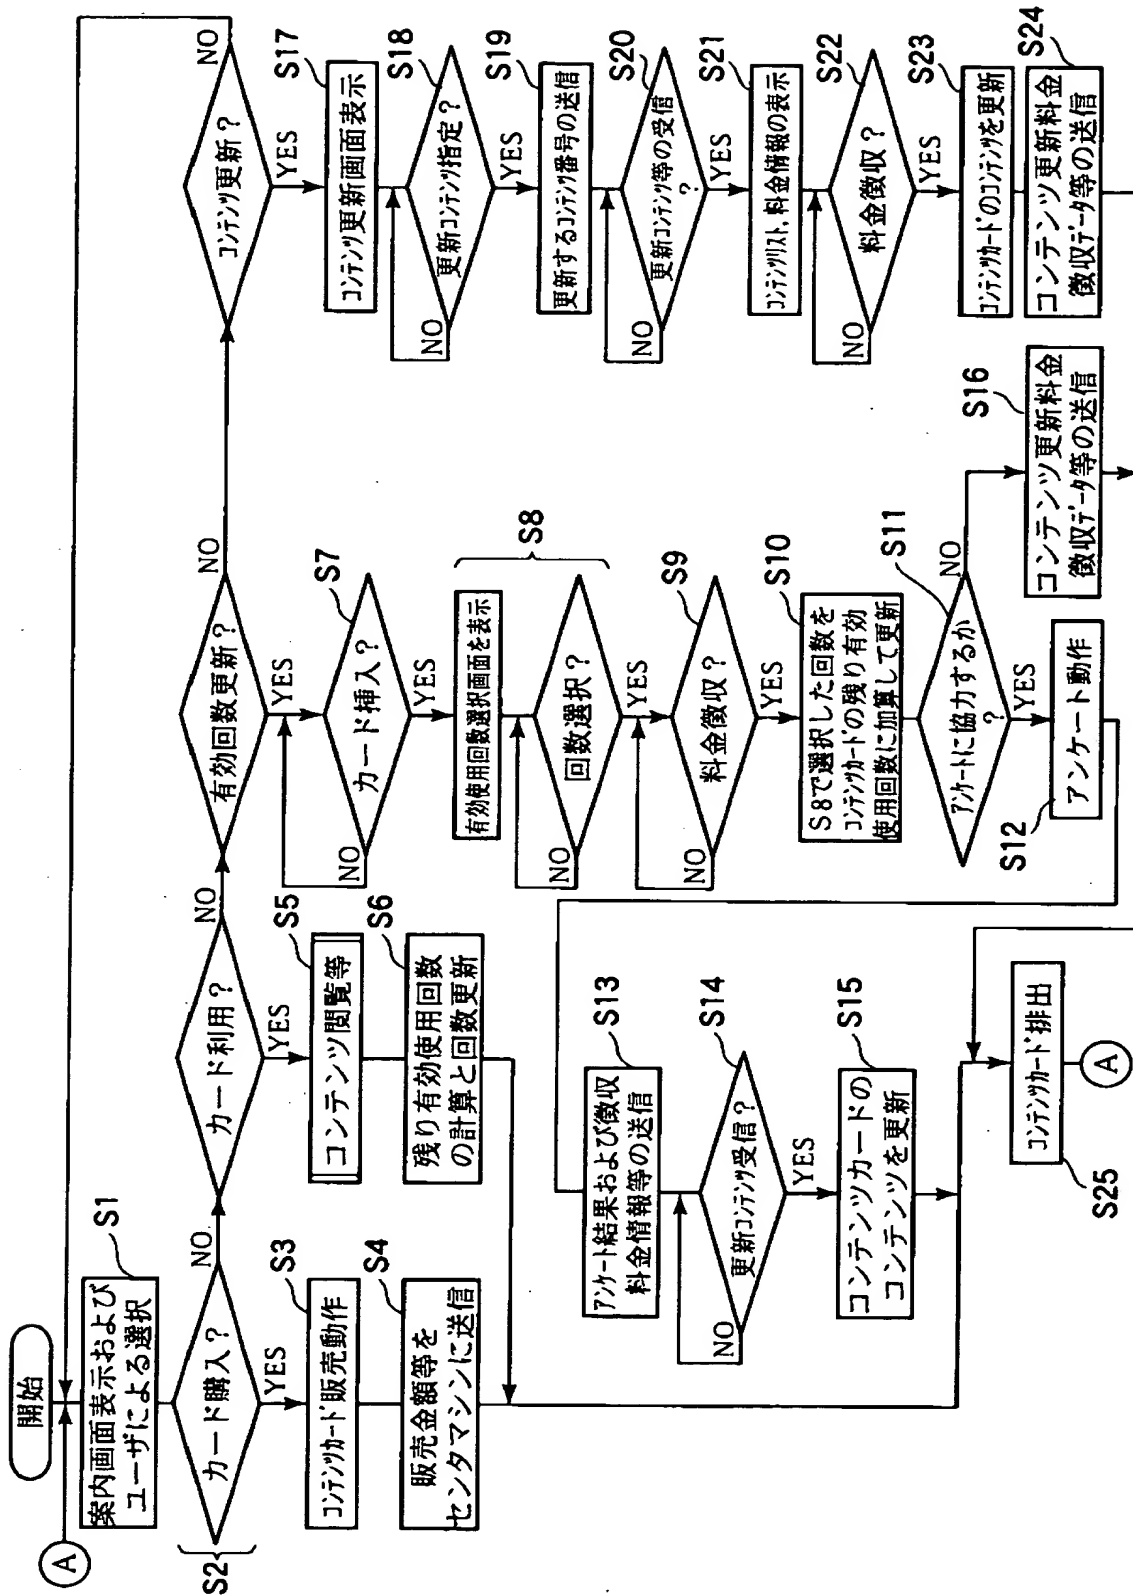 開始
A
案内画面表示および
ユーザによる選択
S1
S2
カード購入?
NO
YES
カード利用?
NO
YES
有効回数更新?
NO
YES
コンテンツ更新?
NO
YES
コンテンツカード販売動作
S3
販売金額等を
センタマシンに送信
S4
コンテンツ閲覧等
S5
残り有効使用回数
の計算と回数更新
S6
カード挿入?
S7
NO
YES
有効使用回数選択画面を表示
回数選択?
S8
NO
YES
料金徴収?
S9
NO
YES
S8で選択した回数を
コンテンツカードの残り有効
使用回数に加算して更新
S10
アンケートに協力するか
?
S11
NO
YES
アンケート動作
S12
アンケート結果および徴収
料金情報等の送信
S13
更新コンテンツ受信?
S14
NO
YES
コンテンツカードの
コンテンツを更新
S15
コンテンツ更新料金
徴収データ等の送信
S16
コンテンツ更新画面表示
S17
更新コンテンツ指定?
S18
NO
YES
更新するコンテンツ番号の送信
S19
更新コンテンツ等の受信
?
S20
NO
YES
コンテンツリスト,料金情報の表示
S21
料金徴収?
S22
NO
YES
コンテンツカードのコンテンツを更新
S23
コンテンツ更新料金
徴収データ等の送信
S24
コンテンツカード排出
S25
A